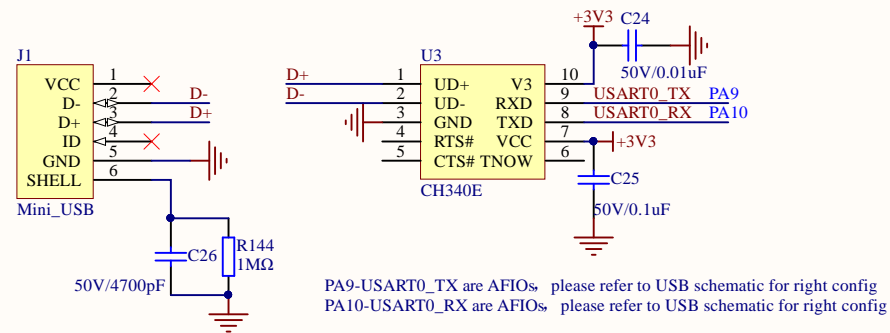 J1
VCC 1
D- 2 D-
D+ 3 D+
ID 4
GND 5
SHELL 6
Mini_USB
C26
50V/4700pF
R144
1MΩ
U3
D+ 1 UD+
D- 2 UD-
3 GND
4 RTS#
5 CTS#
V3 10
RXD 9 USART0_TX PA9
TXD 8 USART0_RX PA10
VCC 7 +3V3
TNOW 6
CH340E
+3V3
C24
50V/0.01uF
C25
50V/0.1uF
PA9-USART0_TX are AFIOs，please refer to USB schematic for right config
PA10-USART0_RX are AFIOs，please refer to USB schematic for right config